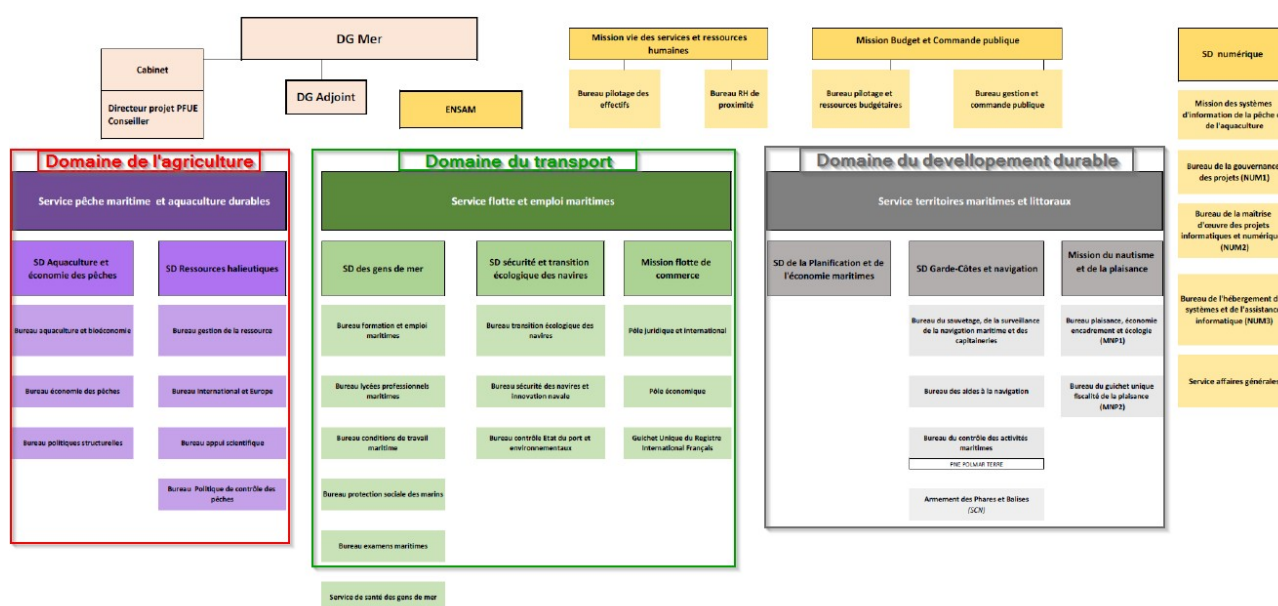 DG Mer
Cabinet
Directeur projet PFUE
Conseiller
DG Adjoint
ENSAM
Mission vie des services et ressources
humaines
Bureau pilotage des
effectifs
Bureau RH de
proximité
Mission Budget et Commande publique
Bureau pilotage et
ressources budgétaires
Bureau gestion et
commande publique
SD numérique
Mission des systèmes
d'information de la pêche
de l'aquaculture
Bureau de la gouvernance
des projets (NUM1)
Bureau de la maîtrise
d'œuvre des projets
informatiques et numériqu
(NUM2)
Bureau de l'hébergement d
systèmes et de l'assistanc
informatique (NUM3)
Service affaires générales
Domaine de l'agriculture
Service pêche maritime et aquaculture durables
SD Aquaculture et
économie des pêches
Bureau aquaculture et bioéconomie
Bureau économie des pêches
Bureau politiques structurelles
SD Ressources halieutiques
Bureau gestion de la ressource
Bureau International et Europe
Bureau appui scientifique
Bureau Politique de contrôle des
pêches
Domaine du transport
Service flotte et emploi maritimes
SD des gens de mer
Bureau formation et emploi
maritimes
Bureau lycées professionnels
maritimes
Bureau conditions de travail
maritime
Bureau protection sociale des marins
Bureau examens maritimes
Service de santé des gens de mer
SD sécurité et transition
écologique des navires
Bureau transition écologique des
navires
Bureau sécurité des navires et
innovation navale
Bureau contrôle Etat du port et
environnementaux
Mission flotte de
commerce
Pôle juridique et International
Pôle économique
Guichet Unique du Registre
International Français
Domaine du devellopement durable
Service territoires maritimes et littoraux
SD de la Planification et de
l'économie maritimes
SD Garde-Côtes et navigation
Bureau du sauvetage, de la surveillance
de la navigation maritime et des
capitaineries
Bureau des aides à la navigation
Bureau du contrôle des activités
maritimes
PNE POLMAR TERRE
Armement des Phares et Balises
(SCN)
Mission du nautisme
et de la plaisance
Bureau plaisance, économie
encadrement et écologie
(MNP1)
Bureau du guichet unique
fiscalité de la plaisance
(MNP2)